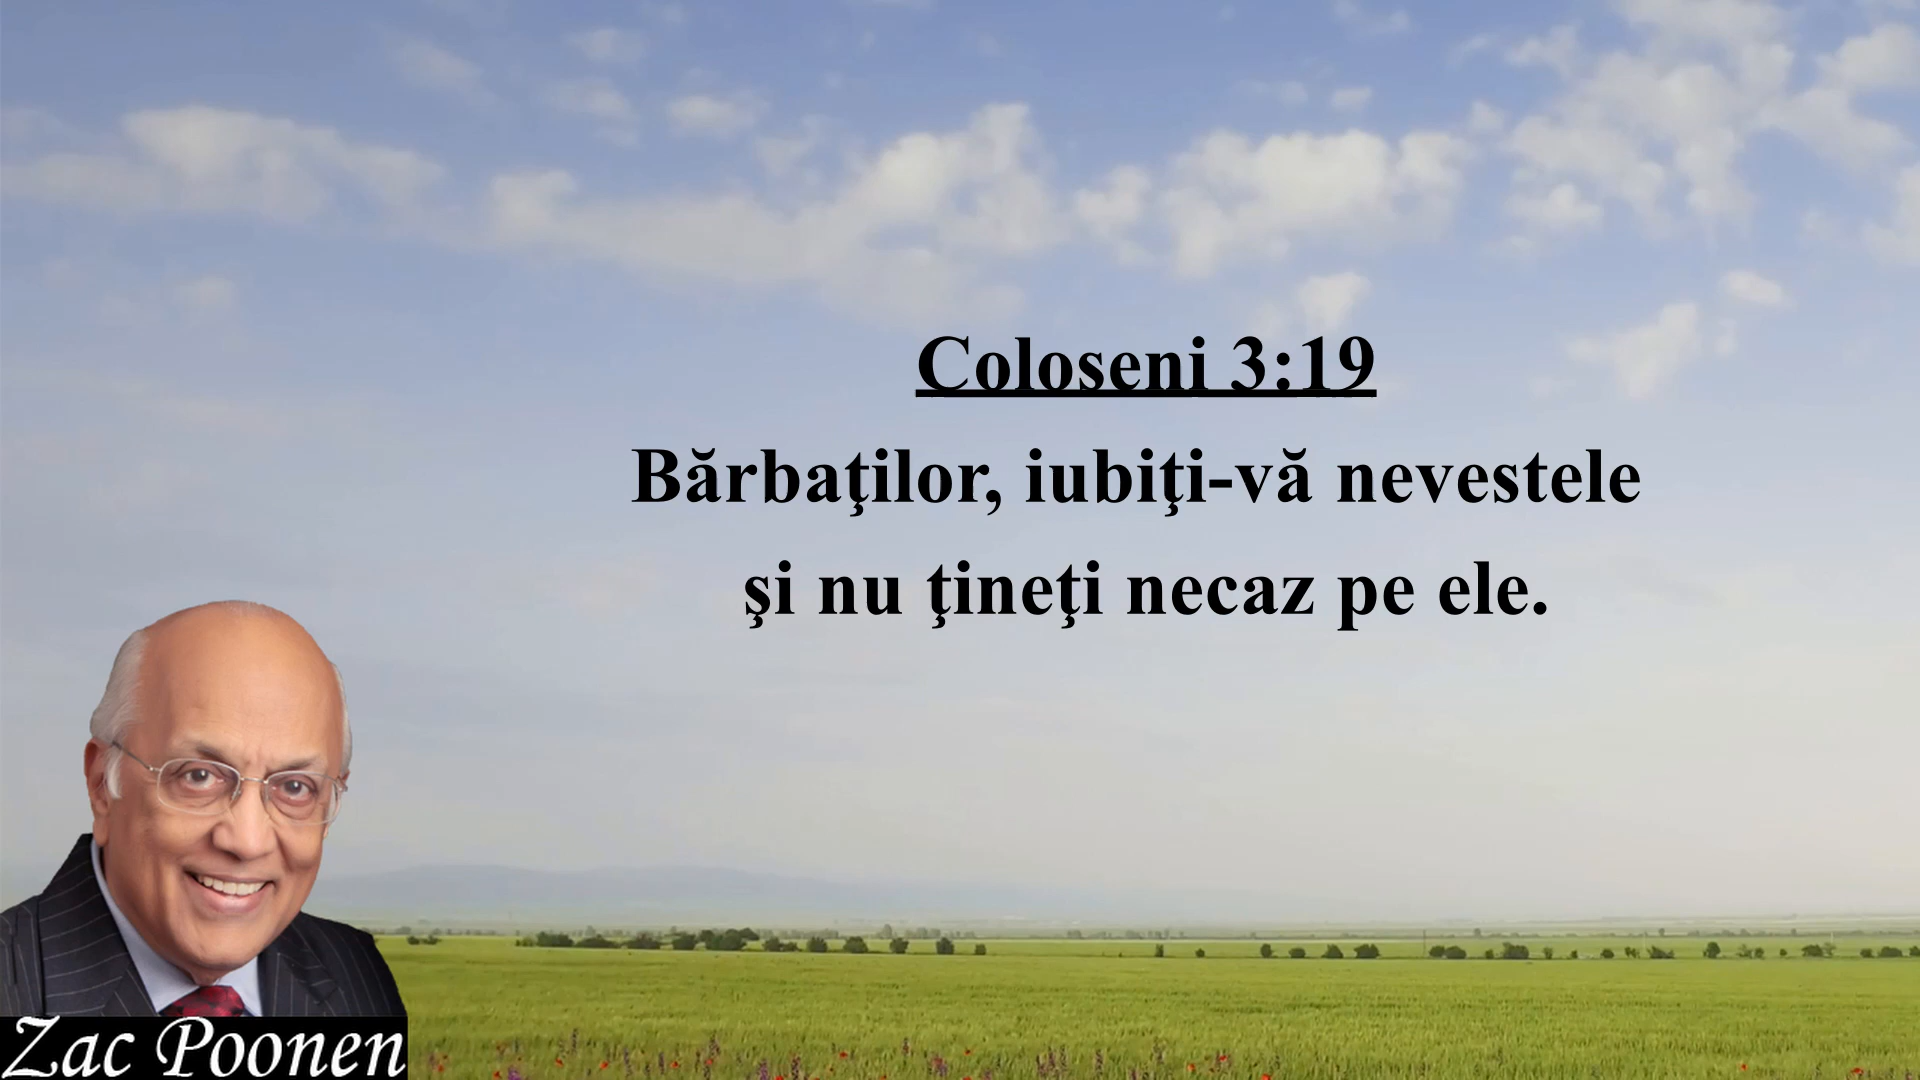 Coloseni 3:19
Bărbaţilor, iubiţi-vă nevestele
şi nu ţineţi necaz pe ele.
Zac Poonen